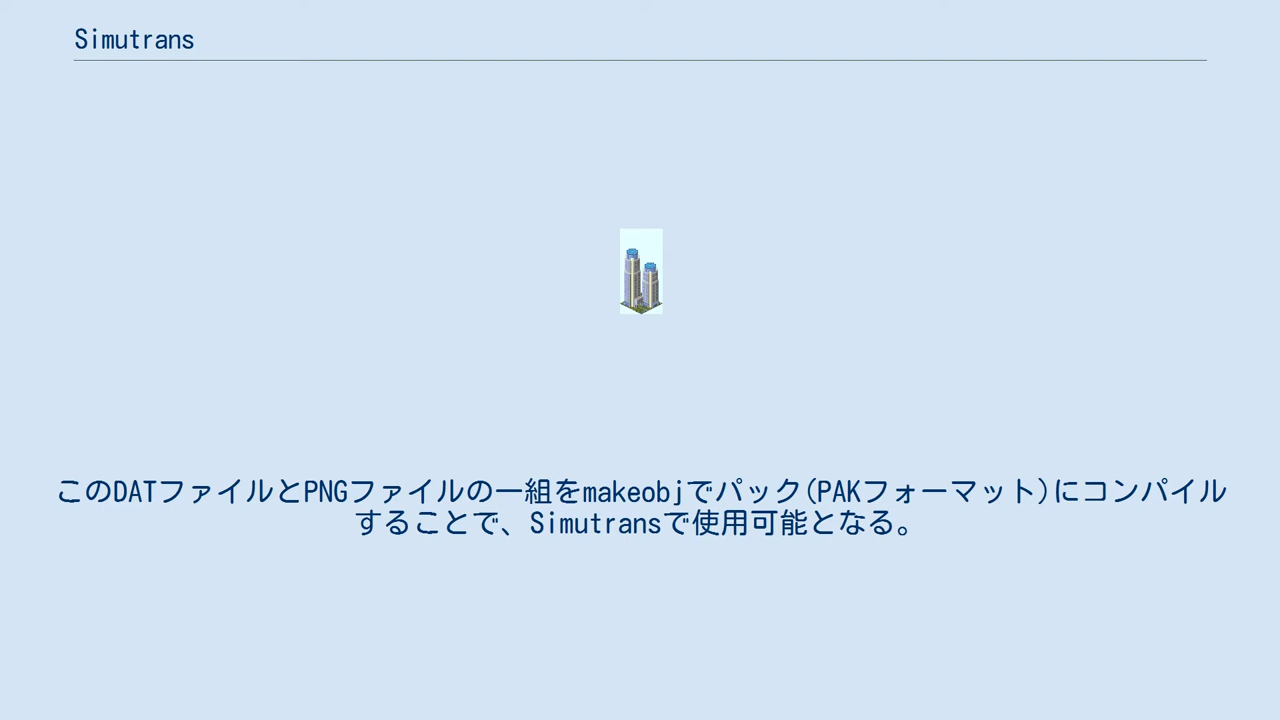 Simutrans
このDATファイルとPNGファイルの一組をmakeobjでパック(PAKフォーマット)にコンパイル
することで、Simutransで使用可能となる。